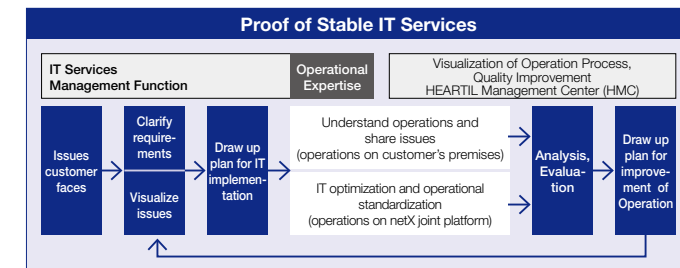 Proof of Stable IT Services
IT Services
Management Function
Operational
Expertise
Visualization of Operation Process,
Quality Improvement
HEARTIL Management Center (HMC)
Issues
customer
faces
Clarify
require-
ments
Visualize
issues
Draw up
plan for IT
implemen-
tation
Understand operations and
share issues
(operations on customer's premises)
IT optimization and operational
standardization
(operations on netX joint platform)
Analysis,
Evalua-
tion
Draw up
plan for
improve-
ment of
Operation